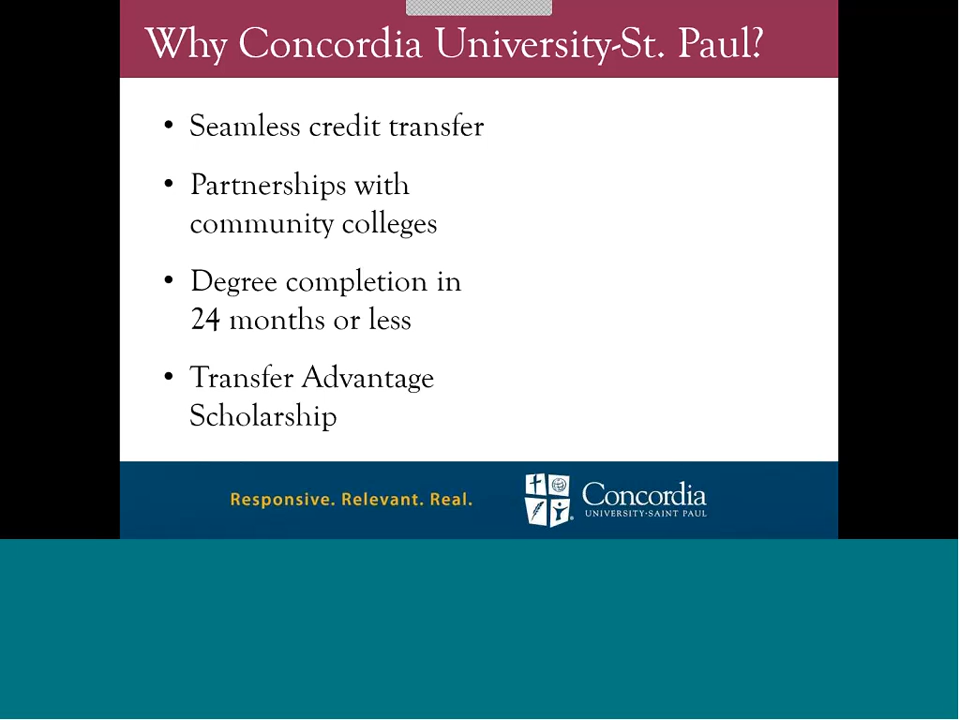 Why Concordia University-St. Paul?
• Seamless credit transfer
• Partnerships with
community colleges
• Degree completion in
24 months or less
• Transfer Advantage
Scholarship
Responsive. Relevant. Real.
Concordia
UNIVERSITY·SAINT PAUL